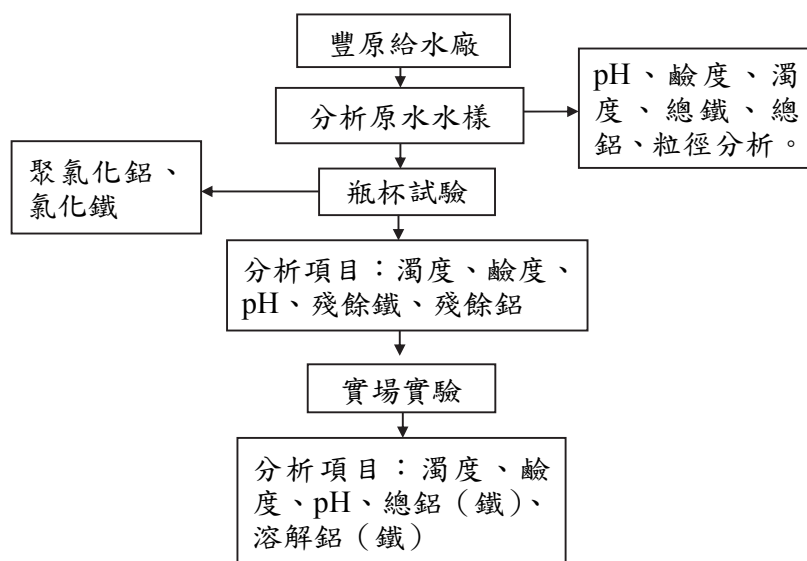 豐原給水廠
分析原水水樣
pH、鹼度、濁
度、總鐵、總
鋁、粒徑分析。
聚氯化鋁、
氯化鐵
瓶杯試驗
分析項目：濁度、鹼度、
pH、殘餘鐵、殘餘鋁
實場實驗
分析項目：濁度、鹼
度、pH、總鋁（鐵）、
溶解鋁（鐵）